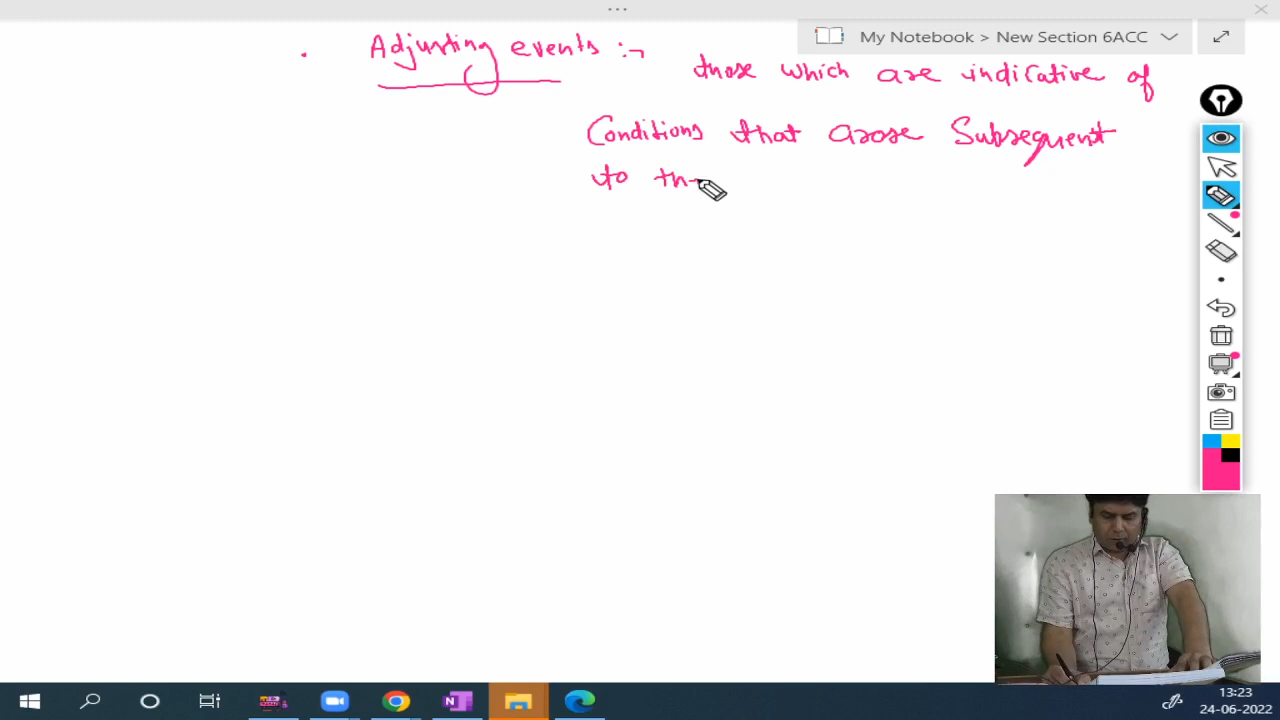 My Notebook > New Section 6ACC
Adjusting events :-
those which are indicative of
Conditions that arose Subsequent
to th
13:23
24-06-2022